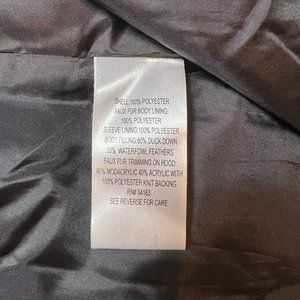 SHELL:100% POLYESTER
FAUX FUR BODY LINING:
100% POLYESTER
SLEEVE LINING:100% POLYESTER
BODY FILLING:80% DUCK DOWN
20% WATERFOWL FEATHERS
FAUX FUR TRIMMING ON HOOD:
60% MODACRYLIC 40% ACRYLIC WITH
100% POLYESTER KNIT BACKING
RN# 54163
SEE REVERSE FOR CARE